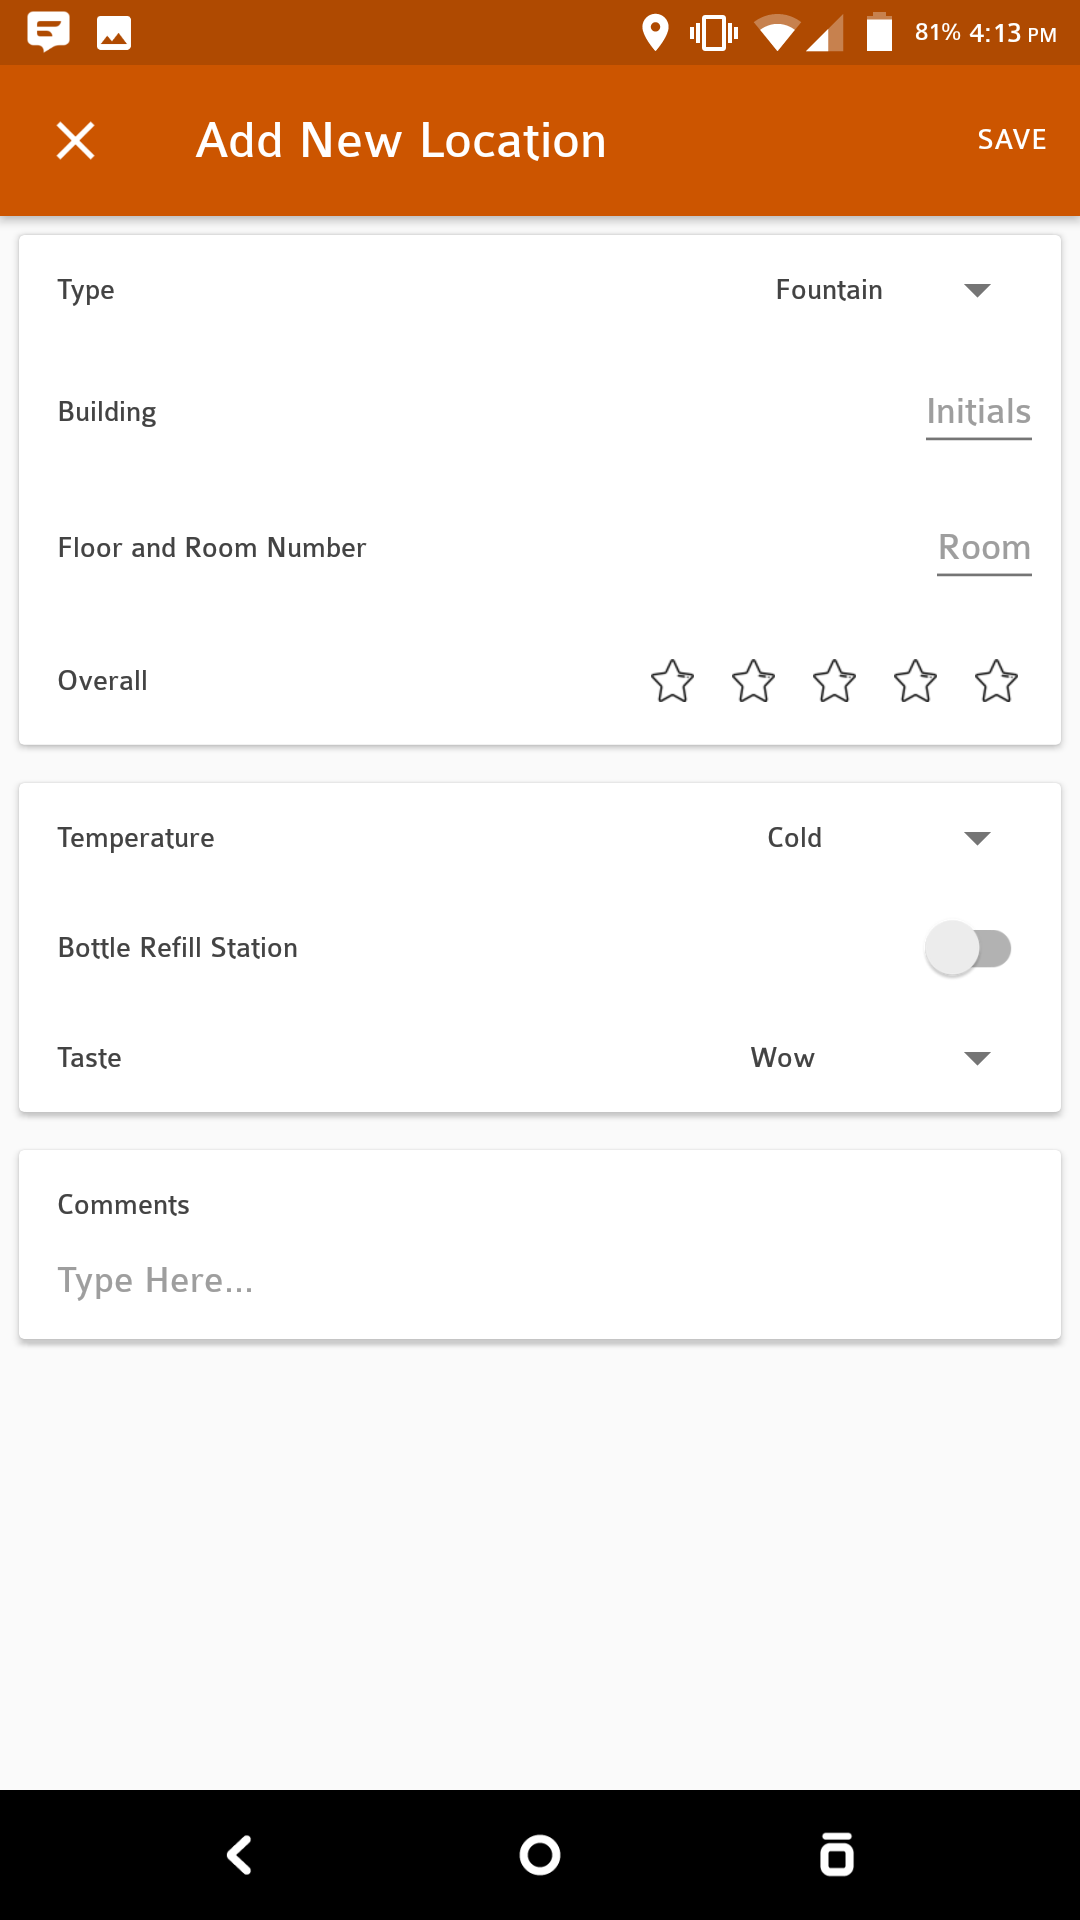 81% 4:13 PM
Add New Location SAVE
Type Fountain
Building Initials
Floor and Room Number Room
Overall
Temperature Cold
Bottle Refill Station
Taste Wow
Comments
Type Here...